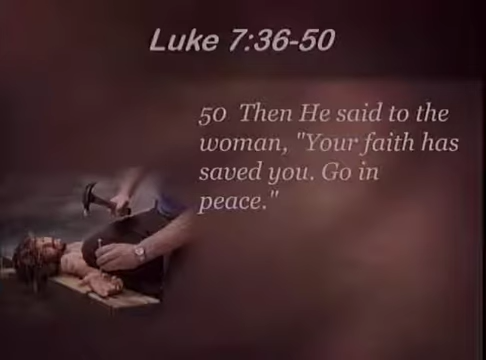 Luke 7:36-50
50 Then He said to the
woman, "Your faith has
saved you. Go in
peace."